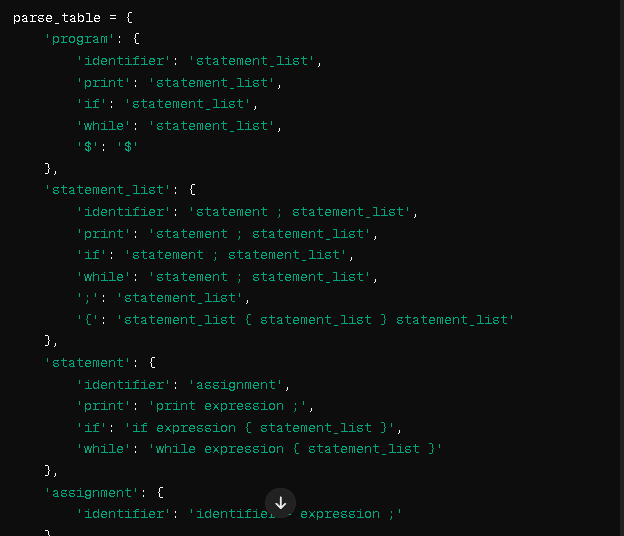 parse_table = {
    'program': {
        'identifier': 'statement_list',
        'print': 'statement_list',
        'if': 'statement_list',
        'while': 'statement_list',
        '$': '$'
    },
    'statement_list': {
        'identifier': 'statement ; statement_list',
        'print': 'statement ; statement_list',
        'if': 'statement ; statement_list',
        'while': 'statement ; statement_list',
        ';': 'statement_list',
        '{': 'statement_list { statement_list } statement_list'
    },
    'statement': {
        'identifier': 'assignment',
        'print': 'print expression ;',
        'if': 'if expression { statement_list }',
        'while': 'while expression { statement_list }'
    },
    'assignment': {
        'identifier': 'identifie expression ;'